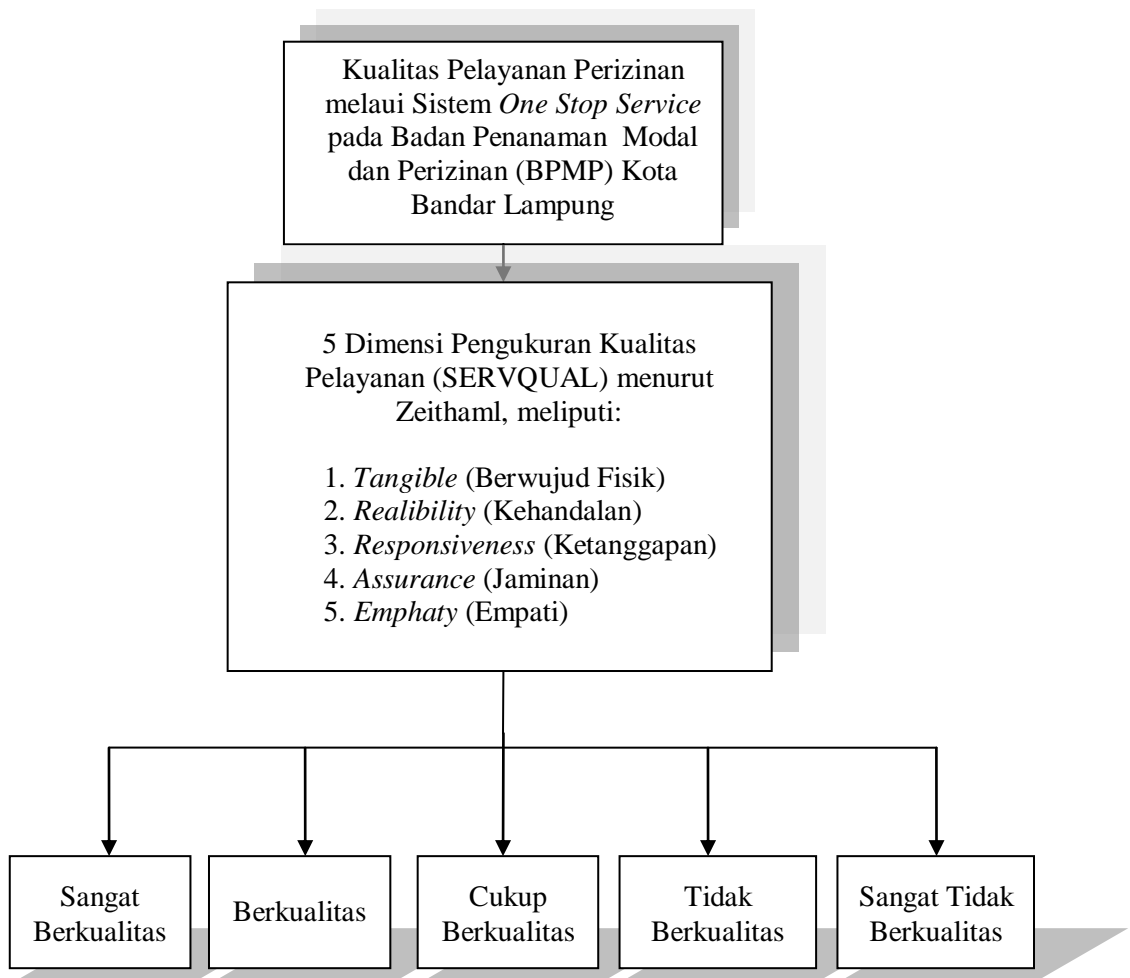 Kualitas Pelayanan Perizinan
melaui Sistem One Stop Service
pada Badan Penanaman Modal
dan Perizinan (BPMP) Kota
Bandar Lampung
5 Dimensi Pengukuran Kualitas
Pelayanan (SERVQUAL) menurut
Zeithaml, meliputi:
1. Tangible (Berwujud Fisik)
2. Realibility (Kehandalan)
3. Responsiveness (Ketanggapan)
4. Assurance (Jaminan)
5. Emphaty (Empati)
Sangat
Berkualitas
Berkualitas
Cukup
Berkualitas
Tidak
Berkualitas
Sangat Tidak
Berkualitas